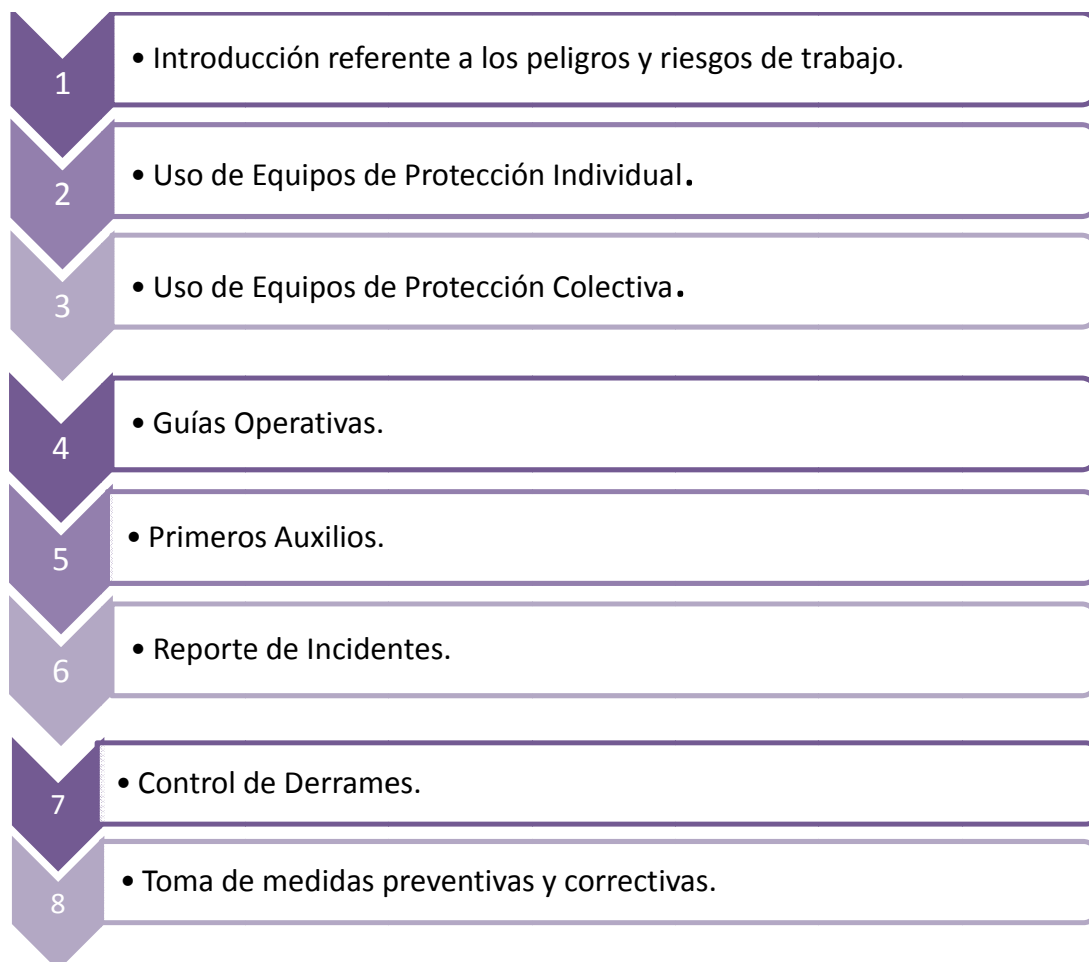 1
• Introducción referente a los peligros y riesgos de trabajo.
2
• Uso de Equipos de Protección Individual.
3
• Uso de Equipos de Protección Colectiva.
4
• Guías Operativas.
5
• Primeros Auxilios.
6
• Reporte de Incidentes.
7
• Control de Derrames.
8
• Toma de medidas preventivas y correctivas.